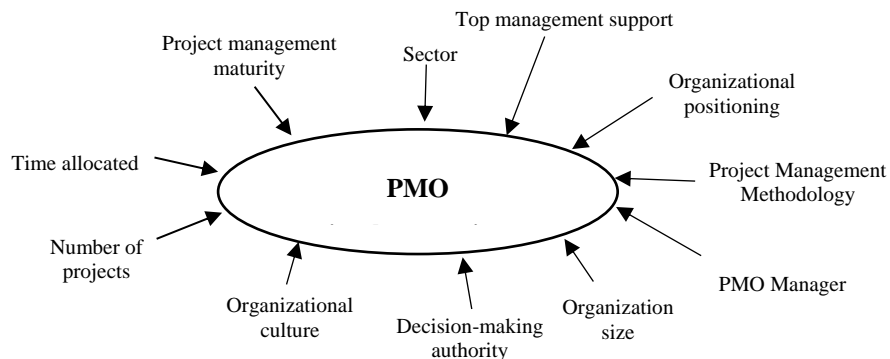 Top management support
Project management
maturity
Sector
Organizational
positioning
Time allocated
PMO
Project Management
Methodology
Number of
projects
PMO Manager
Organizational
culture
Decision-making
authority
Organization
size